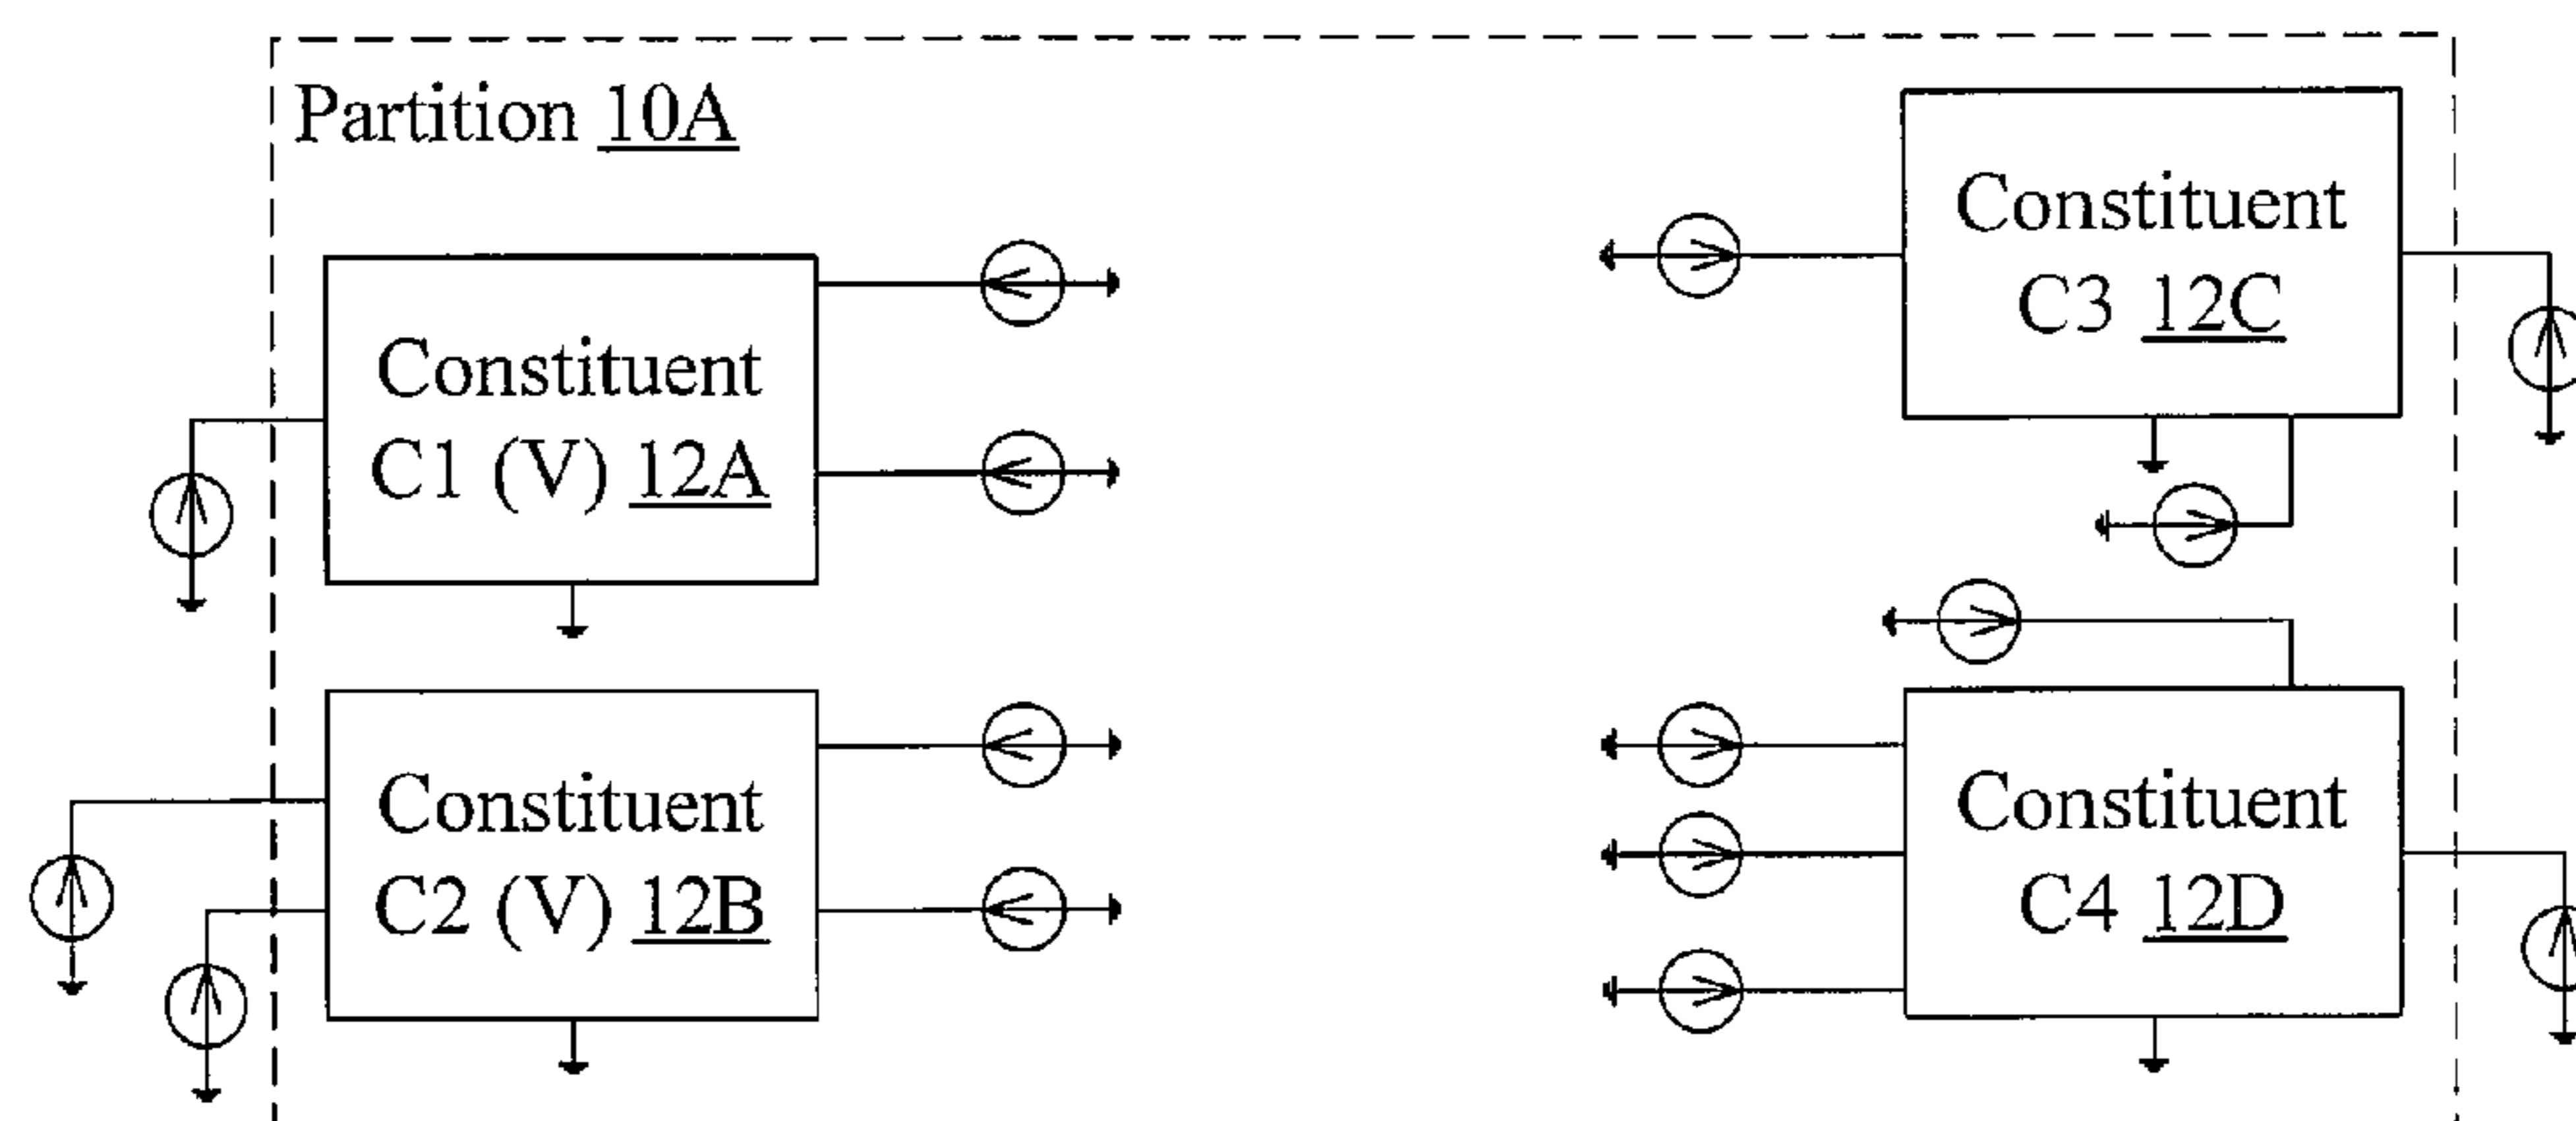 Partition 10A
Constituent
C1 (V) 12A
Constituent
C2 (V) 12B
Constituent
C3 12C
Constituent
C4 12D